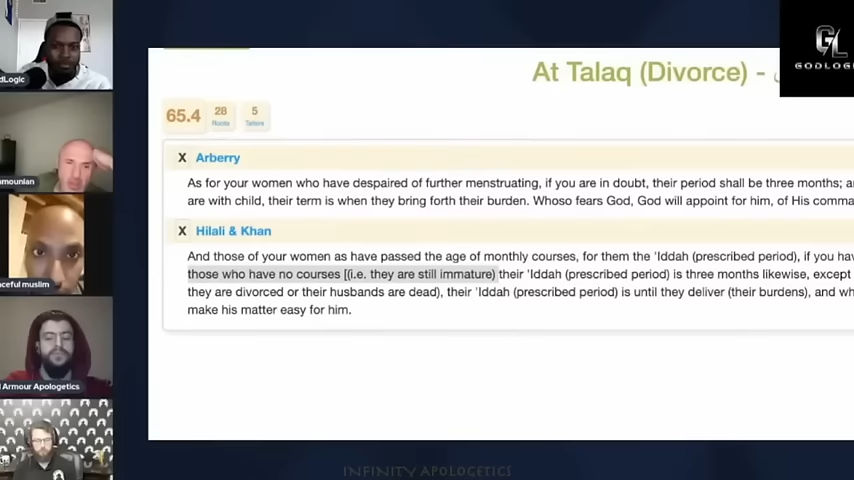 dLogic
mounian
ceful muslim
Armour Apologetics
GL
GODLOGIC
At Talaq (Divorce) -
65.4
28
Roots
5
Tafsirs
X Arberry
As for your women who have despaired of further menstruating, if you are in doubt, their period shall be three months; a
are with child, their term is when they bring forth their burden. Whoso fears God, God will appoint for him, of His comma
X Hilali & Khan
And those of your women as have passed the age of monthly courses, for them the 'Iddah (prescribed period), if you hav
those who have no courses [(i.e. they are still immature) their 'Iddah (prescribed period) is three months likewise, except
they are divorced or their husbands are dead), their 'Iddah (prescribed period) is until they deliver (their burdens), and wh
make his matter easy for him.
INFINITY APOLOGETICS